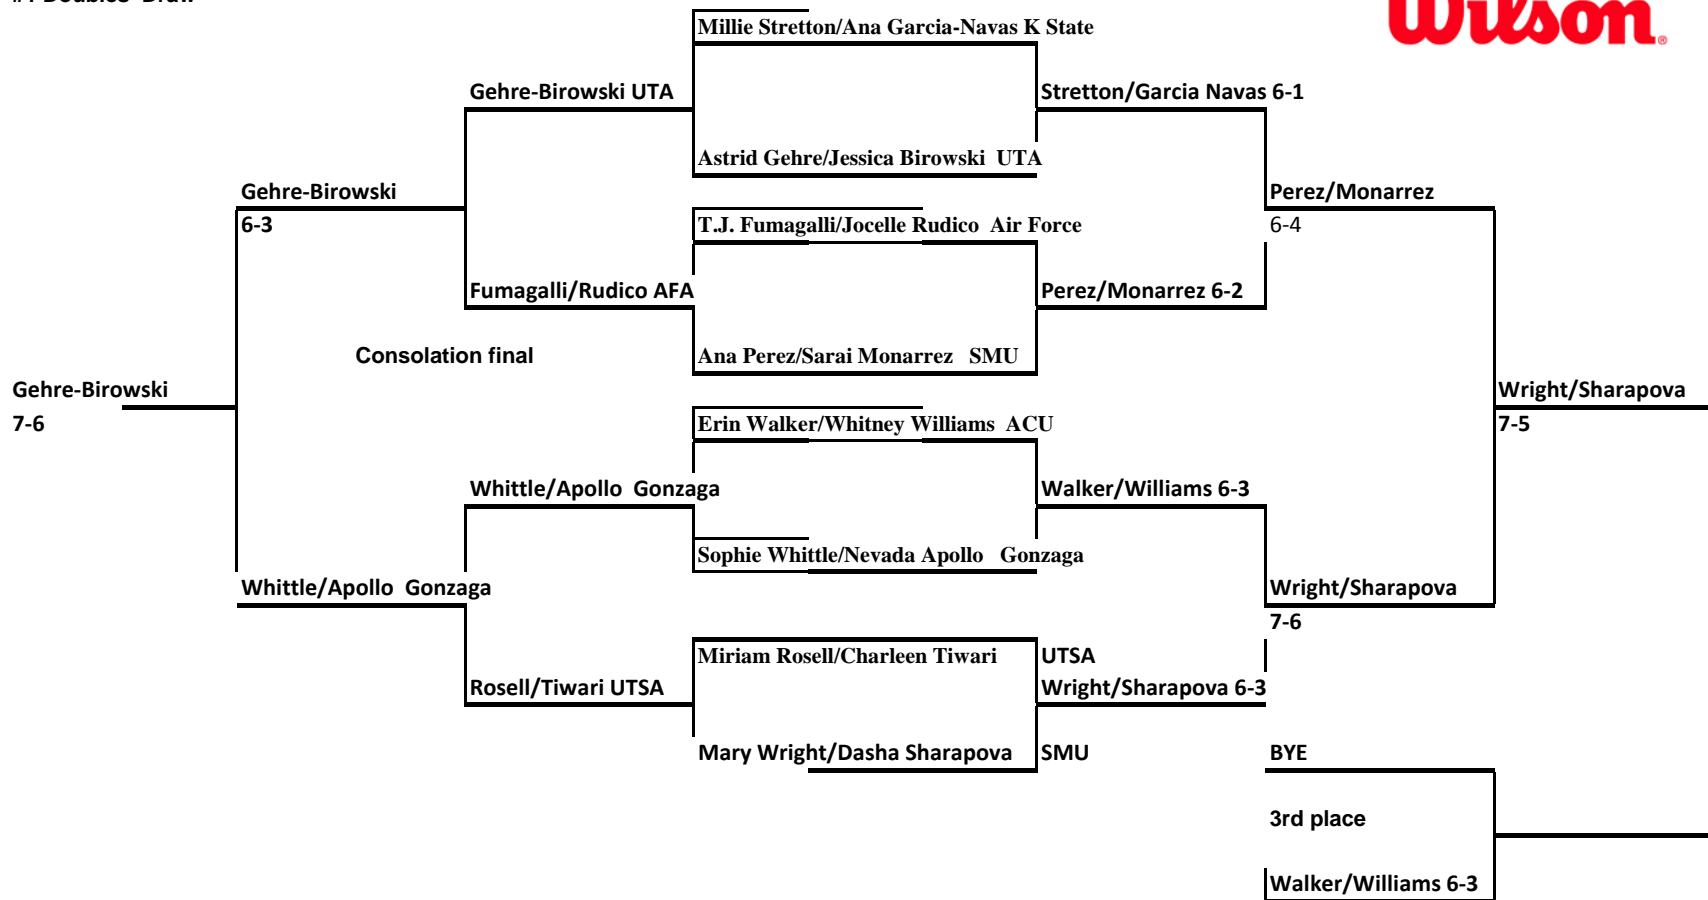 Wilson
Millie Stretton/Ana Garcia-Navas K State
Gehre-Birowski UTA
Stretton/Garcia Navas 6-1
Astrid Gehre/Jessica Birowski UTA
Gehre-Birowski
Perez/Monarrez
6-3
T.J. Fumagalli/Jocelle Rudico Air Force
6-4
Fumagalli/Rudico AFA
Perez/Monarrez 6-2
Consolation final
Ana Perez/Sarai Monarrez SMU
Gehre-Birowski
Wright/Sharapova
7-6
Erin Walker/Whitney Williams ACU
7-5
Whittle/Apollo Gonzaga
Walker/Williams 6-3
Sophie Whittle/Nevada Apollo Gonzaga
Whittle/Apollo Gonzaga
Wright/Sharapova
7-6
Miriam Rosell/Charleen Tiwari UTSA
Rosell/Tiwari UTSA
Wright/Sharapova 6-3
Mary Wright/Dasha Sharapova SMU
BYE
3rd place
Walker/Williams 6-3